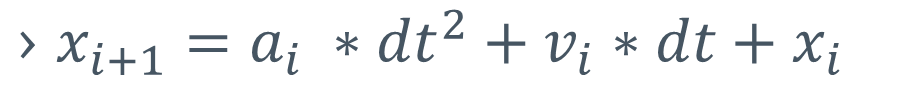 › x_{i+1} = a_i * dt^2 + v_i * dt + x_i